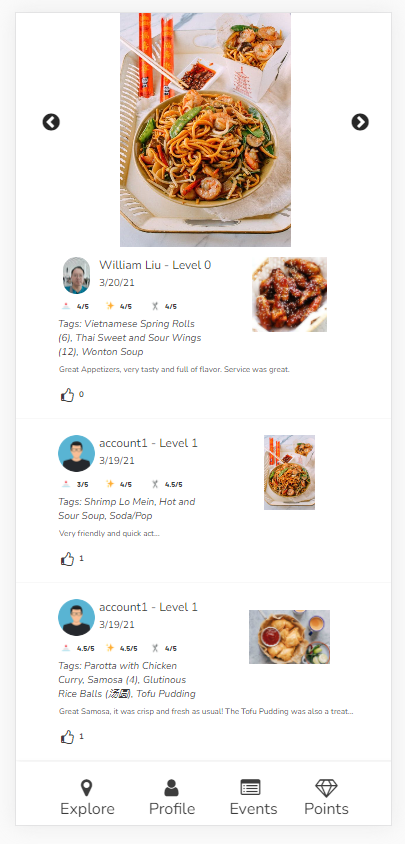 William Liu - Level 0
3/20/21
4/5 4/5 4/5
Tags: Vietnamese Spring Rolls
(6), Thai Sweet and Sour Wings
(12), Wonton Soup
Great Appetizers, very tasty and full of flavor. Service was great.
0
account1 - Level 1
3/19/21
3/5 4/5 4.5/5
Tags: Shrimp Lo Mein, Hot and
Sour Soup, Soda/Pop
Very friendly and quick act...
1
account1 - Level 1
3/19/21
4.5/5 4.5/5 4/5
Tags: Parotta with Chicken
Curry, Samosa (4), Glutinous
Rice Balls (汤圆), Tofu Pudding
Great Samosa, it was crisp and fresh as usual! The Tofu Pudding was also a treat...
1
Explore Profile Events Points